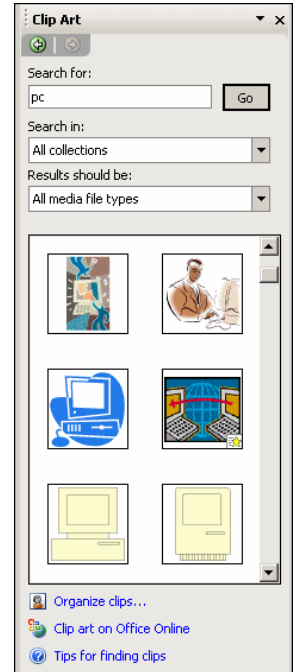 Clip Art
Search for:
pc
Go
Search in:
All collections
Results should be:
All media file types
Organize clips...
Clip art on Office Online
Tips for finding clips